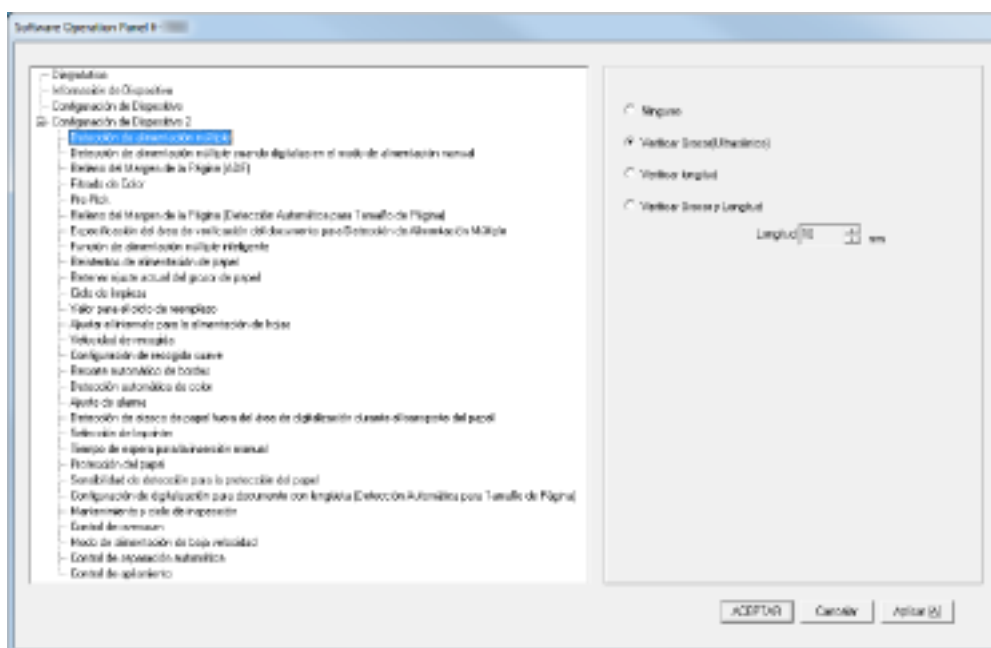 Software Operation Panel fi-
Información de Dispositivo
Configuración de Dispositivo
Configuración de Dispositivo 2
Detección de alimentación múltiple
Detección de alimentación múltiple cuando digitaliza en el modo de alimentación manual
Relleno del Margen de la Página (ADF)
Filtrado de Color
Pre-Pick
Relleno del Margen de la Página (Detección Automática para Tamaño de Página)
Especificación del área de verificación del documento para Detección de Alimentación Múltiple
Función de alimentación múltiple inteligente
Reintentos de alimentación de papel
Retener ajuste actual del grosor de papel
Ciclo de limpieza
Valor para el ciclo de reemplazo
Ajustar el intervalo para la alimentación de hojas
Velocidad de recogida
Configuración de recogida suave
Recorte automático de bordes
Detección automática de color
Ajuste de alarma
Detección de atasco de papel fuera del área de digitalización durante el transporte del papel
Selección de Imprinter
Tiempo de espera para la inserción manual
Protección del papel
Sensibilidad de detección para la protección del papel
Configuración de digitalización para documento con lengüeta (Detección Automática para Tamaño de Página)
Mantenimiento y ciclo de inspección
Control de overscan
Modo de alimentación de baja velocidad
Control de separación automática
Control de apilamiento
Ninguno
Verificar Grosor(Ultrasónico)
Verificar longitud
Verificar Grosor y Longitud
Longitud 10 mm
ACEPTAR Cancelar Aplicar (A)